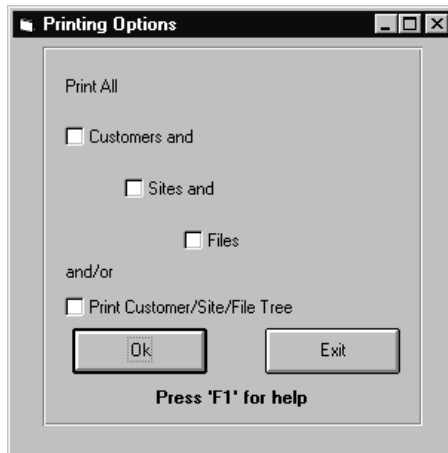 Printing Options
Print All
Customers and
Sites and
Files
and/or
Print Customer/Site/File Tree
Ok Exit
Press 'F1' for help